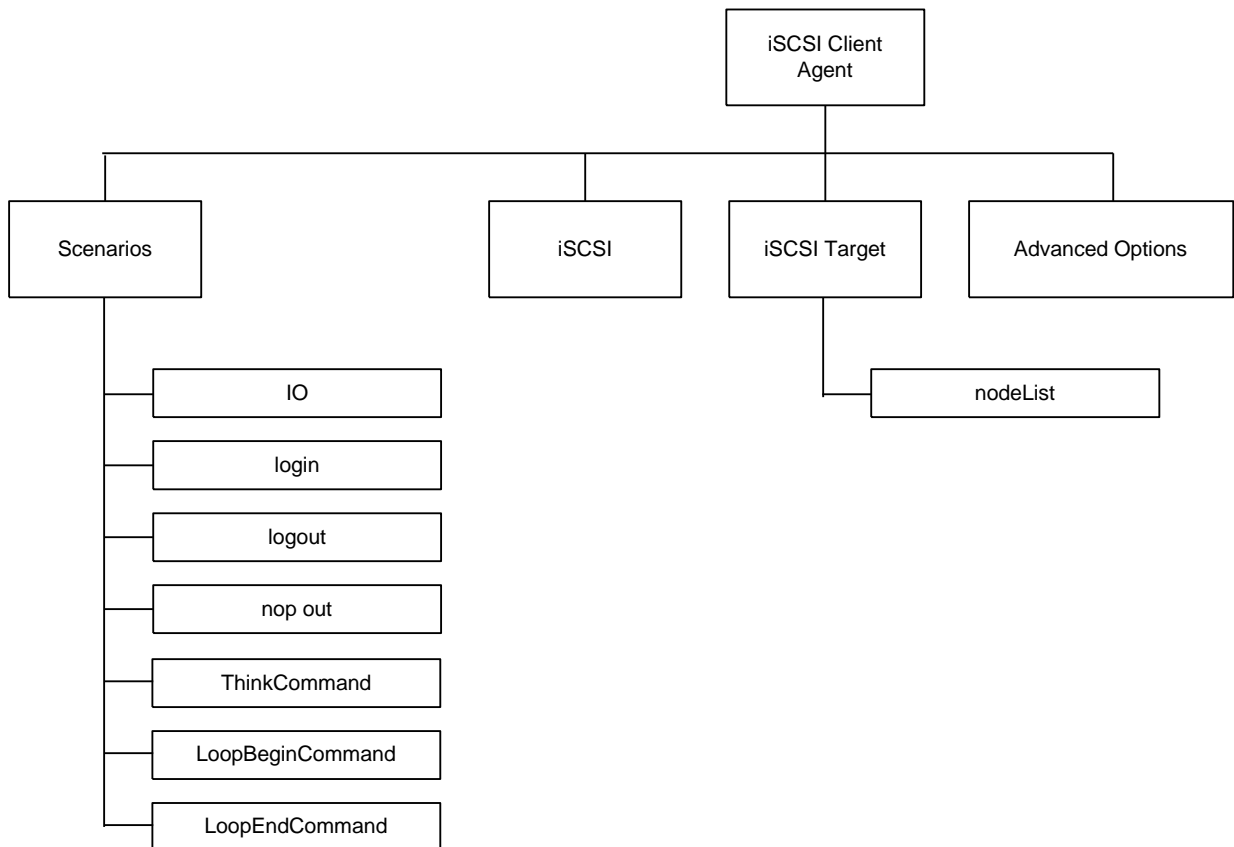 iSCSI Client
Agent
Scenarios
iSCSI
iSCSI Target
Advanced Options
IO
nodeList
login
logout
nop out
ThinkCommand
LoopBeginCommand
LoopEndCommand